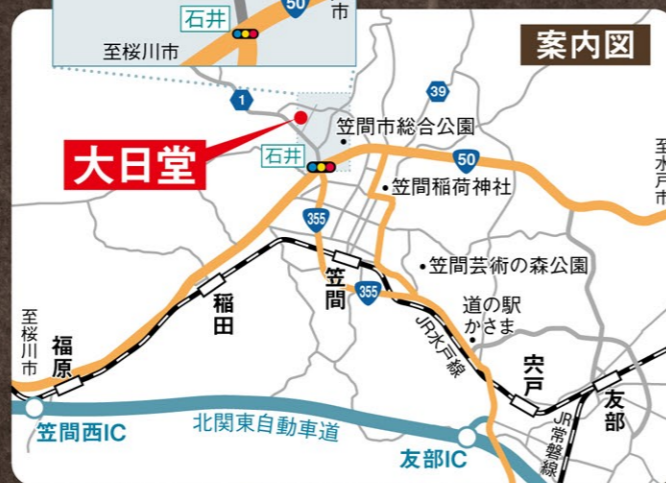 50
市
石井
至桜川市
案内図
1
39
大日堂
笠間市総合公園
石井
50
至水戸市
笠間稲荷神社
355
笠間芸術の森公園
笠間
355
道の駅
かさま
稲田
JR水戸線
至桜川市
福原
宍戸
友部
笠間西IC
北関東自動車道
友部IC
JR常磐線